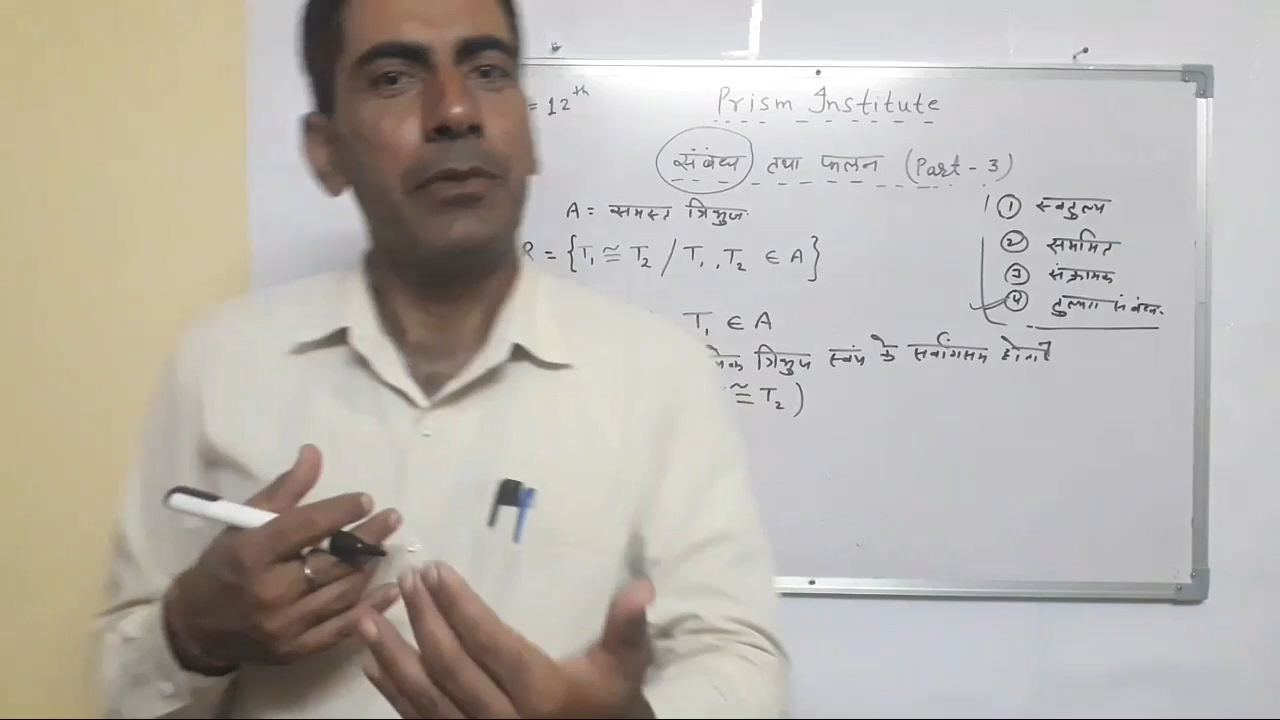 = 12th
Prism Institute
संबंध तथा फलन (Part - 3)
A = समस्त त्रिभुज
R = {T₁ ≅ T₂ / T₁, T₂ ∈ A}
① स्वतुल्य
② सममित
③ संक्रामक
④ तुल्यता संबंध
T₁ ∈ A
त्रिभुज स्वंय के सर्वांगसम होता
≅ T₂)